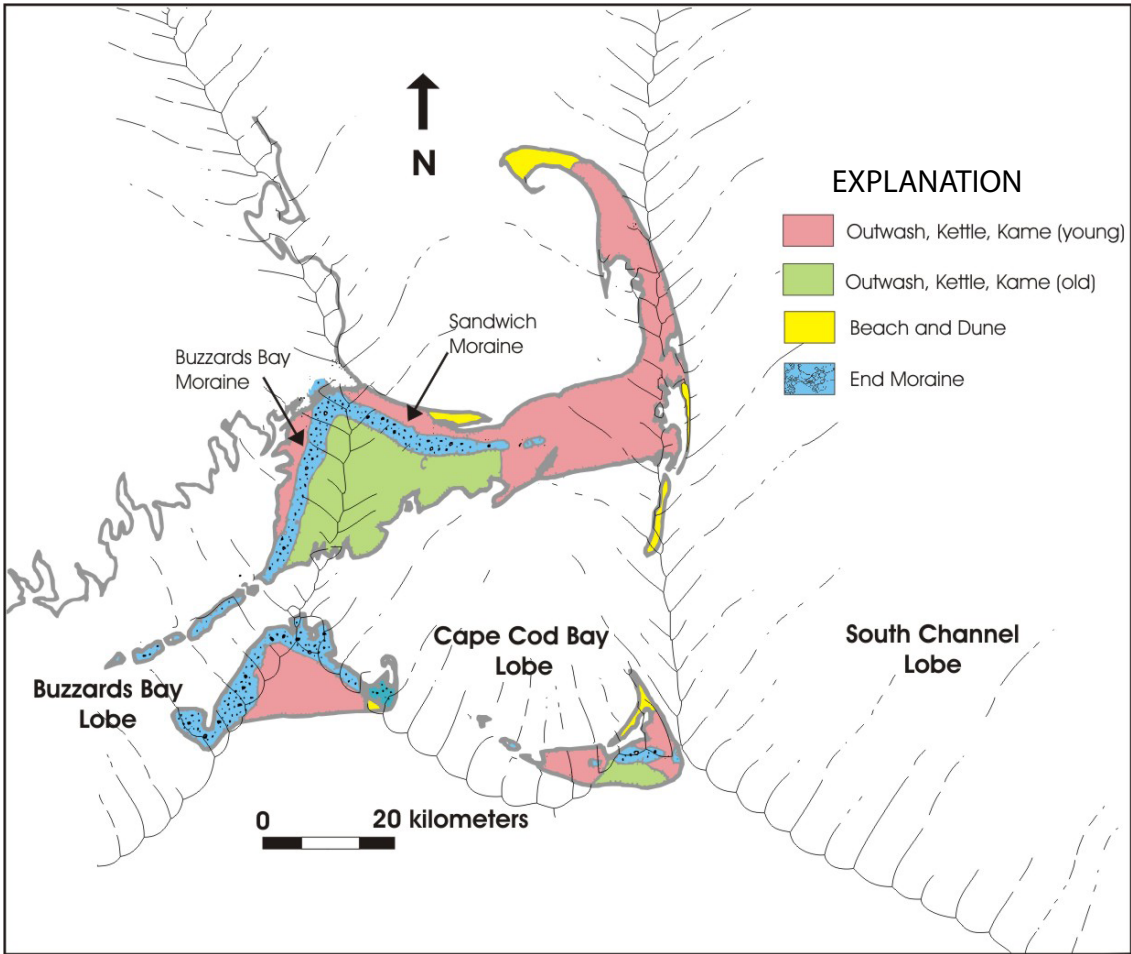 N
EXPLANATION
Outwash, Kettle, Kame (young)
Outwash, Kettle, Kame (old)
Beach and Dune
End Moraine
Sandwich
Moraine
Buzzards Bay
Moraine
Cape Cod Bay
Lobe
South Channel
Lobe
Buzzards Bay
Lobe
0 20 kilometers